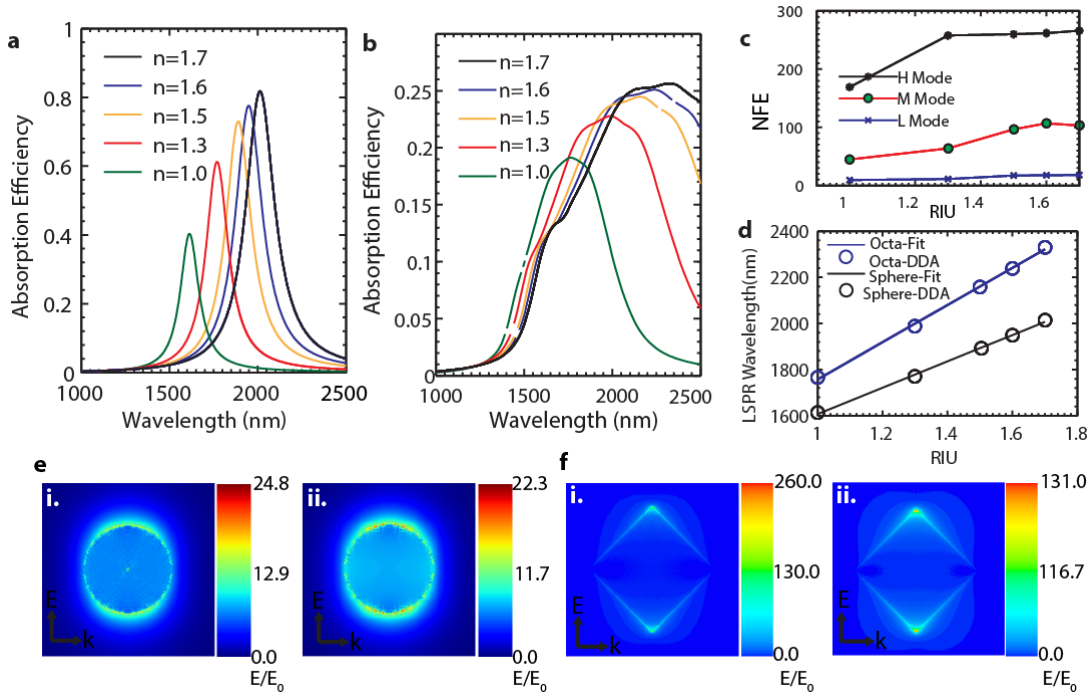 a
1
0.8
0.6
0.4
0.2
0
Absorption Efficiency
n=1.7
n=1.6
n=1.5
n=1.3
n=1.0
1000
1500
2000
2500
Wavelength (nm)
b
0.25
0.20
0.15
0.10
0.05
0
Absorption Efficiency
n=1.7
n=1.6
n=1.5
n=1.3
n=1.0
1000
1500
2000
2500
Wavelength (nm)
c
300
200
100
0
NFE
H Mode
M Mode
L Mode
1
1.2
1.4
1.6
RIU
d
2400
2200
2000
1800
1600
LSPR Wavelength(nm)
Octa-Fit
Octa-DDA
Sphere-Fit
Sphere-DDA
1
1.2
1.4
1.6
1.8
RIU
e
i.
E
k
24.8
12.9
0.0
E/E0
ii.
22.3
11.7
0.0
E/E0
f
i.
E
k
260.0
130.0
0.0
E/E0
ii.
131.0
116.7
0.0
E/E0